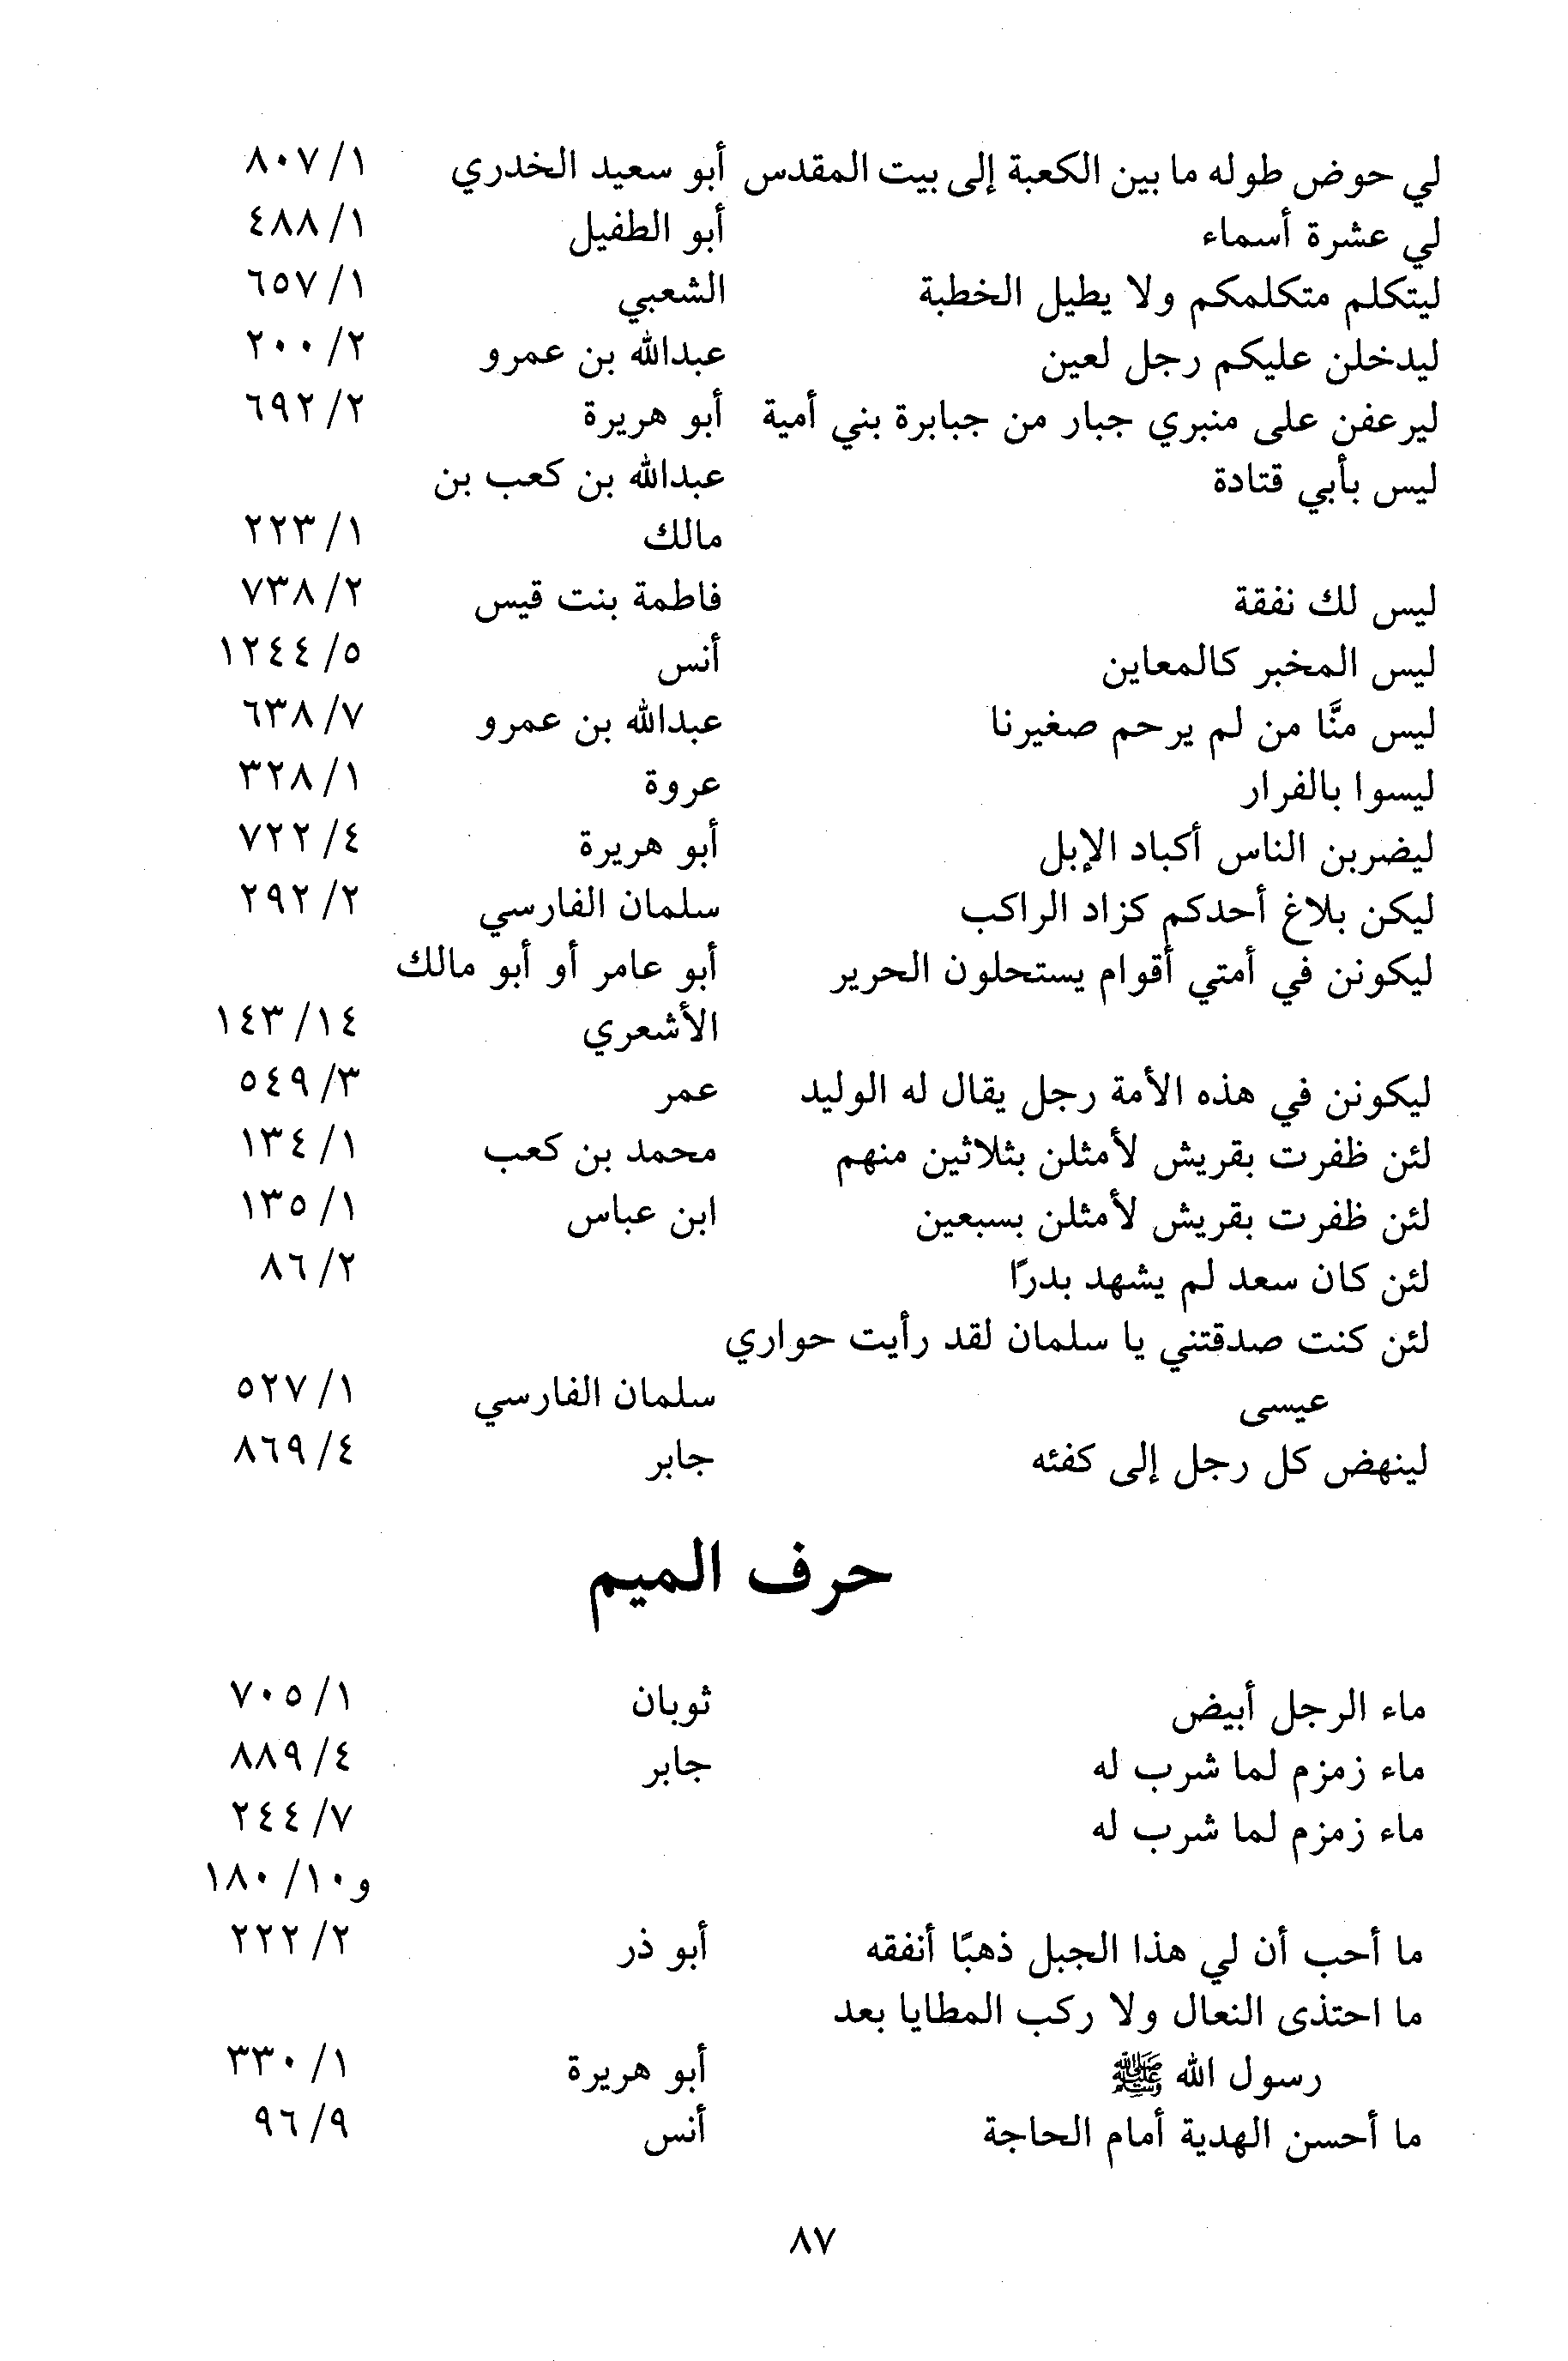 لي حوض طوله ما بين الكعبة إلى بيت المقدس أبو سعيد الخدري ١/ ٨٠٧
لي عشرة أسماء أبو الطفيل ١/ ٤٨٨
ليتكلم متكلمكم ولا يطيل الخطبة الشعبي ١/ ٦٥٧
ليدخلن عليكم رجل لعين عبدالله بن عمرو ٢/ ٢٠٠
ليرعفن على منبري جبار من جبابرة بني أمية أبو هريرة ٢/ ٦٩٢
ليس بأبي قتادة عبدالله بن كعب بن
مالك ١/ ٢٢٣
ليس لك نفقة فاطمة بنت قيس ٢/ ٧٣٨
ليس المخبر كالمعاين أنس ٥/ ١٢٤٤
ليس منَّا من لم يرحم صغيرنا عبدالله بن عمرو ٧/ ٦٣٨
ليسوا بالفرار عروة ١/ ٣٢٨
ليضربن الناس أكباد الإبل أبو هريرة ٤/ ٧٢٢
ليكن بلاغ أحدكم كزاد الراكب سلمان الفارسي ٢/ ٢٩٢
ليكونن في أمتي أقوام يستحلون الحرير أبو عامر أو أبو مالك
الأشعري ١٤/ ١٤٣
ليكونن في هذه الأمة رجل يقال له الوليد عمر ٣/ ٥٤٩
لئن ظفرت بقريش لأمثلن بثلاثين منهم محمد بن كعب ١/ ١٣٤
لئن ظفرت بقريش لأمثلن بسبعين ابن عباس ١/ ١٣٥
لئن كان سعد لم يشهد بدرًا ٢/ ٨٦
لئن كنت صدقتني يا سلمان لقد رأيت حواري
عيسى سلمان الفارسي ١/ ٥٢٧
لينهض كل رجل إلى كفئه جابر ٤/ ٨٦٩
حرف الميم
ماء الرجل أبيض ثوبان ١/ ٧٠٥
ماء زمزم لما شرب له جابر ٤/ ٨٨٩
ماء زمزم لما شرب له ٧/ ٢٤٤
و١٠/ ١٨٠
ما أحب أن لي هذا الجبل ذهبًا أنفقه أبو ذر ٢/ ٢٢٢
ما احتذى النعال ولا ركب المطايا بعد
رسول الله ﷺ أبو هريرة ١/ ٣٣٠
ما أحسن الهدية أمام الحاجة أنس ٩/ ٩٦
٨٧